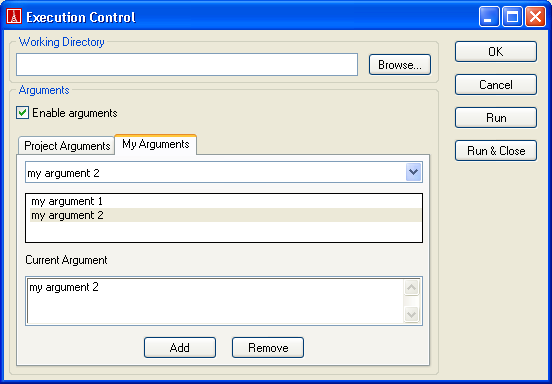 Execution Control
Working Directory
Browse...
OK
Cancel
Run
Run & Close
Arguments
Enable arguments
Project Arguments
My Arguments
my argument 2
my argument 1
my argument 2
Current Argument
my argument 2
Add
Remove